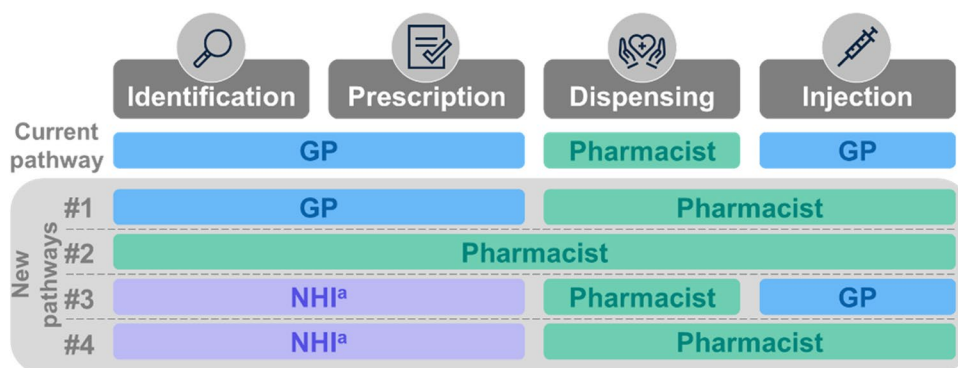 Identification Prescription Dispensing Injection
Current pathway GP Pharmacist GP
New pathways
#1 GP Pharmacist
#2 Pharmacist
#3 NHIᵃ Pharmacist GP
#4 NHIᵃ Pharmacist